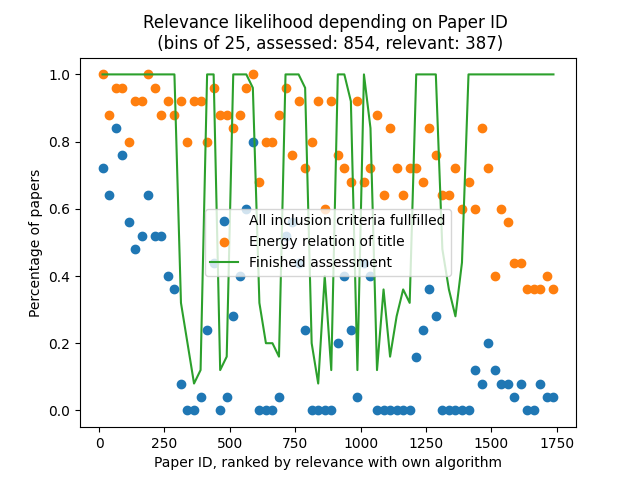 Relevance likelihood depending on Paper ID
(bins of 25, assessed: 854, relevant: 387)
Percentage of papers
1.0
0.8
0.6
0.4
0.2
0.0
All inclusion criteria fullfilled
Energy relation of title
Finished assessment
0 250 500 750 1000 1250 1500 1750
Paper ID, ranked by relevance with own algorithm